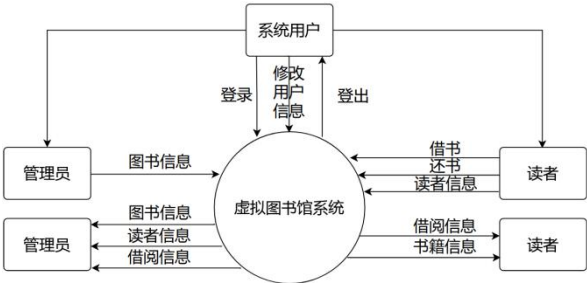 系统用户
登录
修改
用户
信息
登出
管理员
图书信息
虚拟图书馆系统
借书
还书
读者信息
读者
管理员
图书信息
读者信息
借阅信息
借阅信息
书籍信息
读者